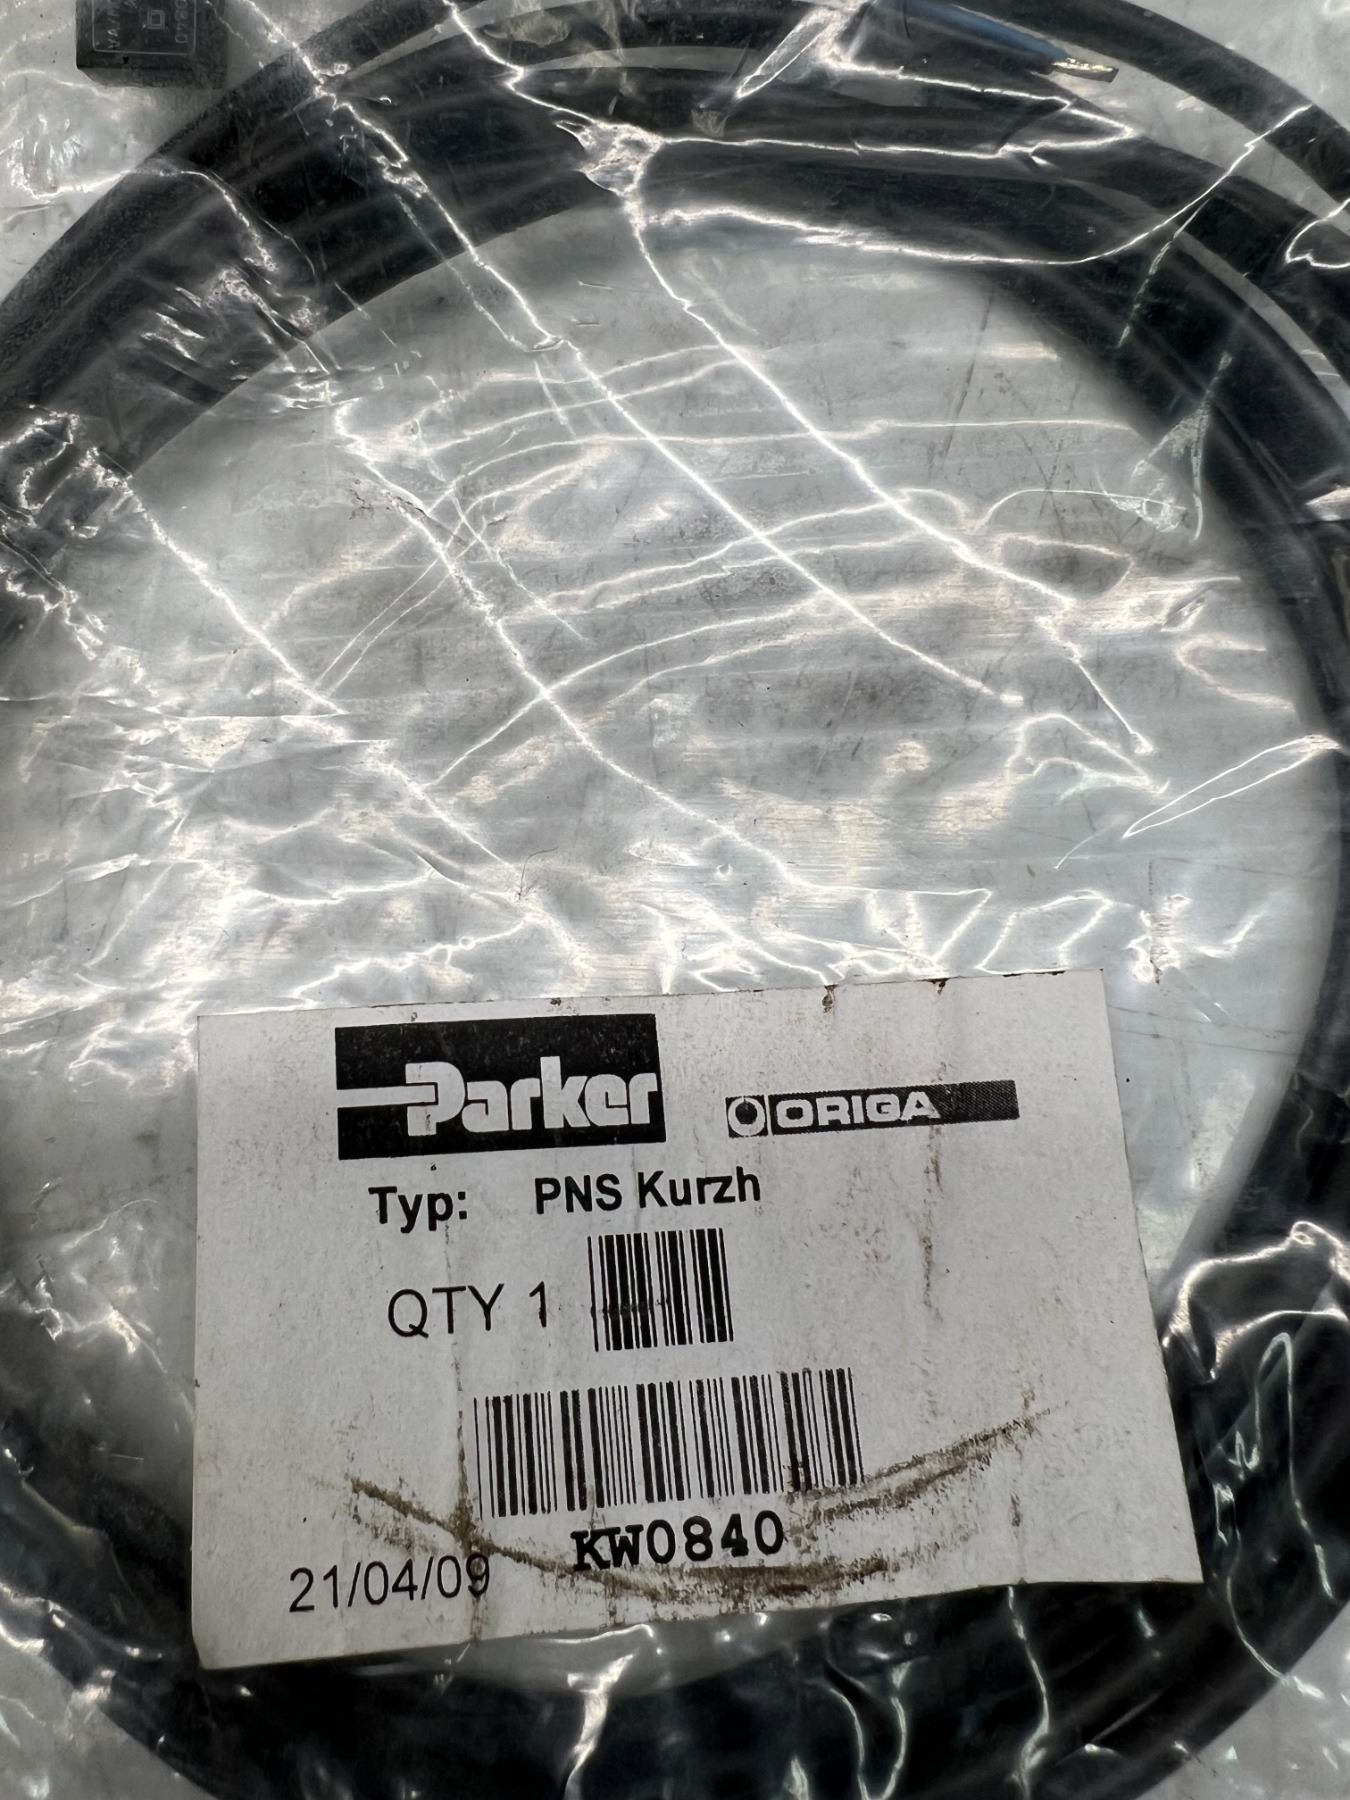 Parker
ORIGA
Typ: PNS Kurzh
QTY 1
KW0840
21/04/09